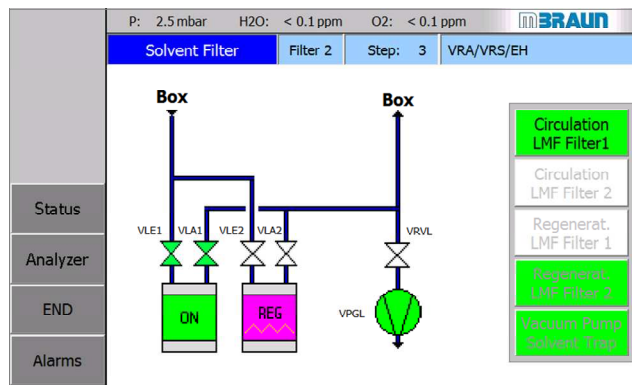 P: 2.5 mbar H2O: < 0.1 ppm O2: < 0.1 ppm MBRAUN
Solvent Filter Filter 2 Step: 3 VRA/VRS/EH
Box
Box
Circulation
LMF Filter1
Circulation
LMF Filter 2
Status
Regenerat.
LMF Filter 1
VLE1 VLA1 VLE2 VLA2 VRVL
Analyzer
Regenerat.
LMF Filter 2
END
ON REG VPGL
Vacuum Pump
Solvent Trap
Alarms